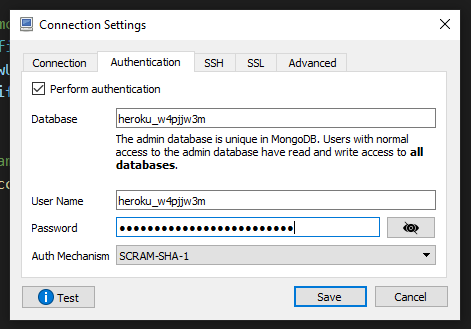 Connection Settings
Connection Authentication SSH SSL Advanced
Perform authentication
Database heroku_w4pjjw3m
The admin database is unique in MongoDB. Users with normal
access to the admin database have read and write access to all
databases.
User Name heroku_w4pjjw3m
Password ●●●●●●●●●●●●●●●●●●●●●●●●●
Auth Mechanism SCRAM-SHA-1
Test Save Cancel